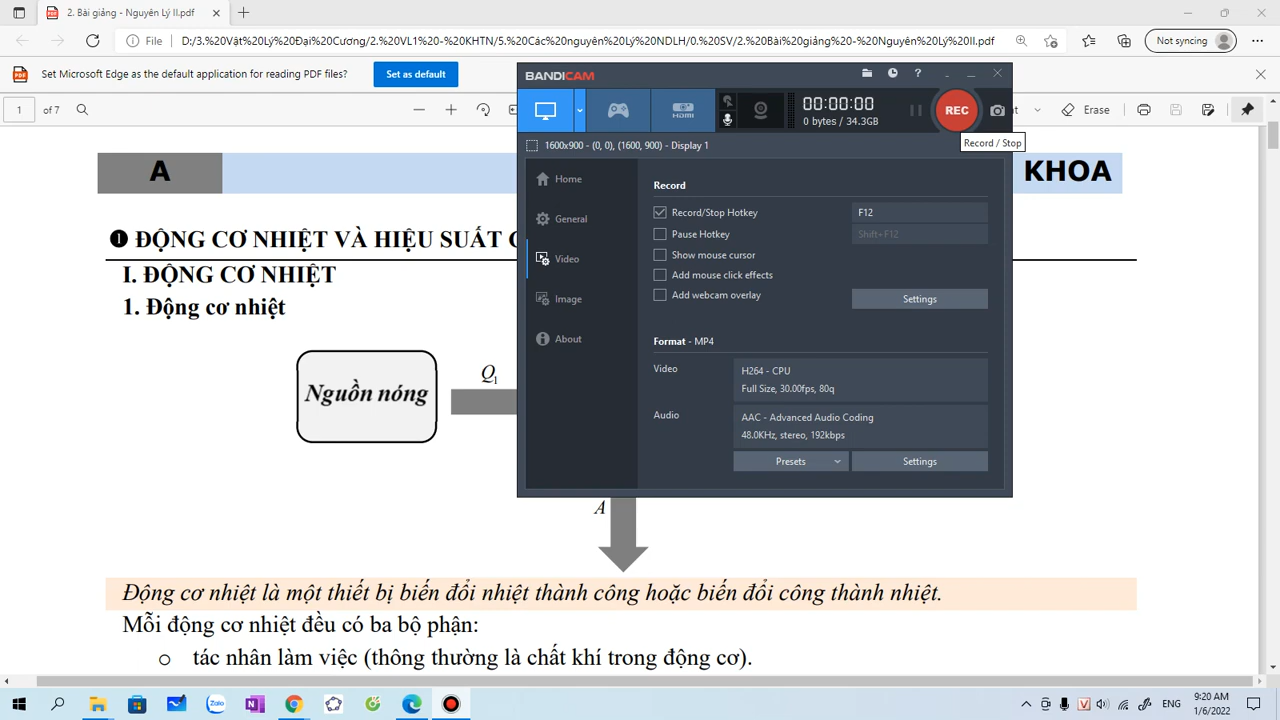 2. Bài giảng - Nguyên Lý II.pdf
File
D:/3.%20Vật%20Lý%20Đại%20Cương/2.%20VL1%20-%20KHTN/5.%20Các%20nguyên%20Lý%20NDLH/0.%20SV/2.%20Bài%20giảng%20-%20Nguyên%20Lý%20II.pdf
Not syncing
Set Microsoft Edge as the default application for reading PDF files?
Set as default
1 of 7
Erase
BANDICAM
00:00:00
0 bytes / 34.3GB
HDMI
REC
Record / Stop
1600x900 - (0, 0), (1600, 900) - Display 1
Home
General
Video
Image
About
Record
Record/Stop Hotkey
F12
Pause Hotkey
Shift+F12
Show mouse cursor
Add mouse click effects
Add webcam overlay
Settings
Format - MP4
Video
H264 - CPU
Full Size, 30.00fps, 80q
Audio
AAC - Advanced Audio Coding
48.0KHz, stereo, 192kbps
Presets
Settings
A
KHOA
❶ ĐỘNG CƠ NHIỆT VÀ HIỆU SUẤT
I. ĐỘNG CƠ NHIỆT
1. Động cơ nhiệt
Nguồn nóng
Q1
A
Động cơ nhiệt là một thiết bị biến đổi nhiệt thành công hoặc biến đổi công thành nhiệt.
Mỗi động cơ nhiệt đều có ba bộ phận:
o tác nhân làm việc (thông thường là chất khí trong động cơ).
Zalo
ENG
9:20 AM
1/6/2022